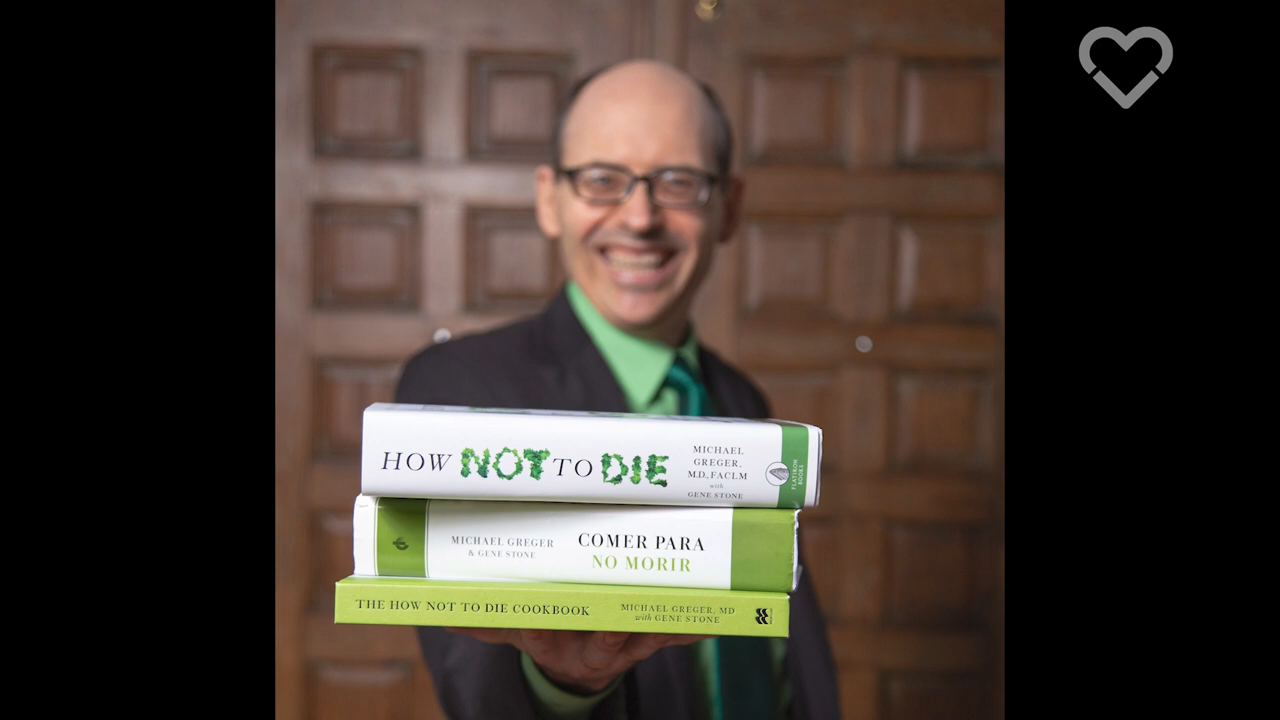 HOW NOT TO DIE
MICHAEL
GREGER,
M.D., FACLM
with
GENE STONE
FLATIRON
BOOKS
MICHAEL GREGER
& GENE STONE
COMER PARA
NO MORIR
THE HOW NOT TO DIE COOKBOOK
MICHAEL GREGER, MD
with GENE STONE